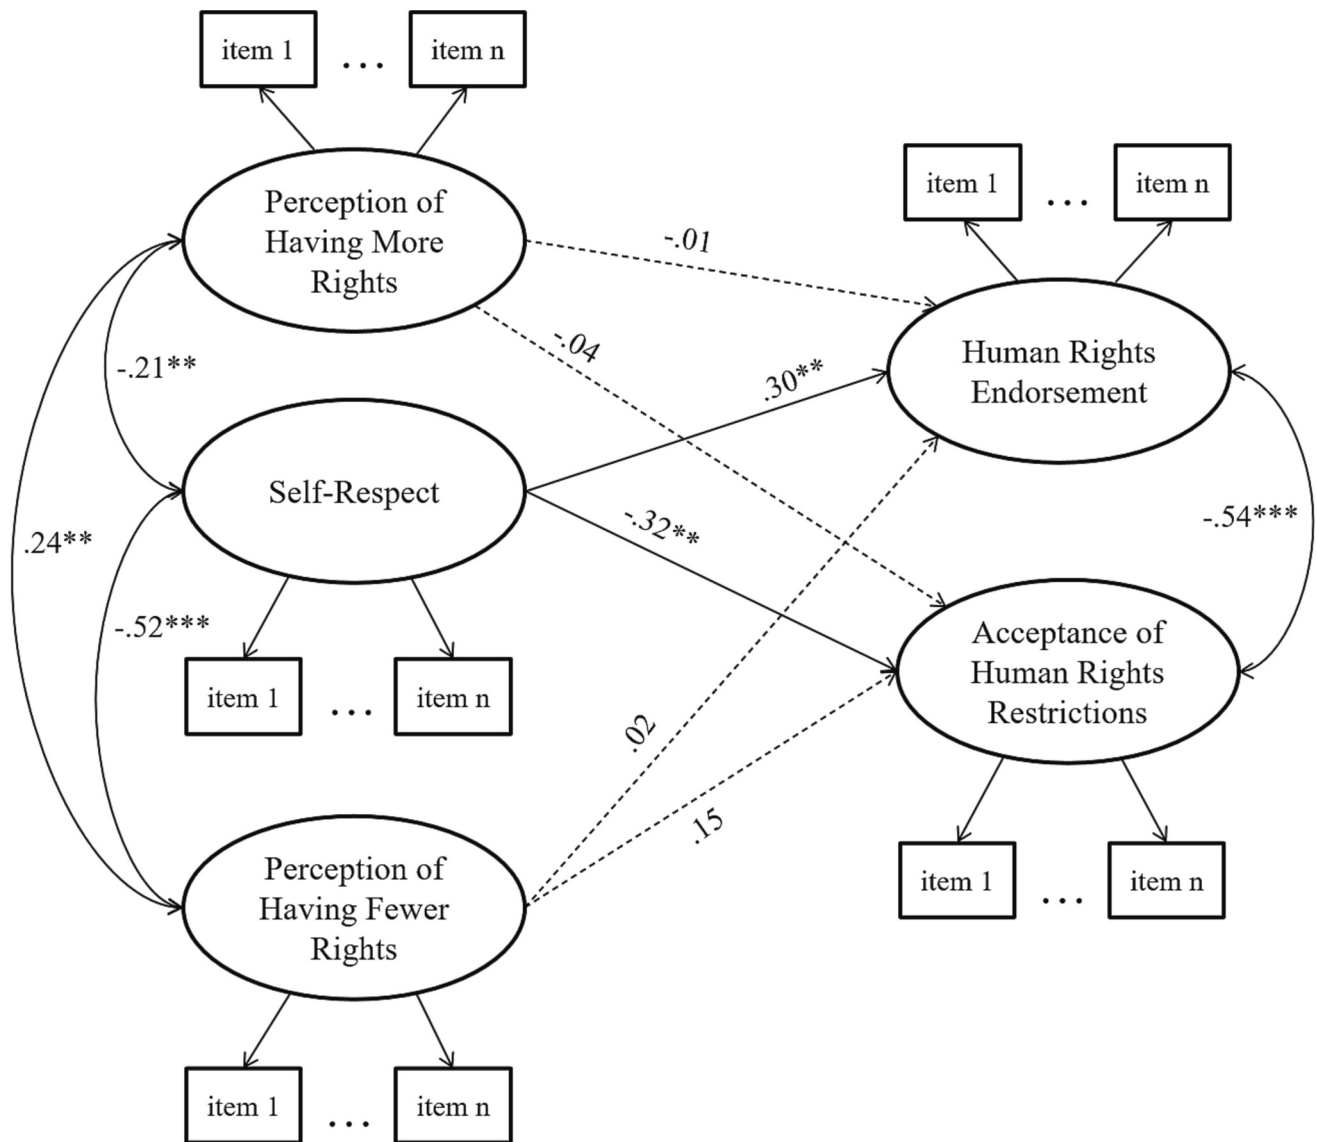 item 1 ... item n
Perception of
Having More
Rights
item 1 ... item n
-.01
Human Rights
Endorsement
-.04
-.21**
.30**
Self-Respect
-.32**
-.54***
.24**
-.52***
item 1 ... item n
Acceptance of
Human Rights
Restrictions
.02
.15
Perception of
Having Fewer
Rights
item 1 ... item n
item 1 ... item n